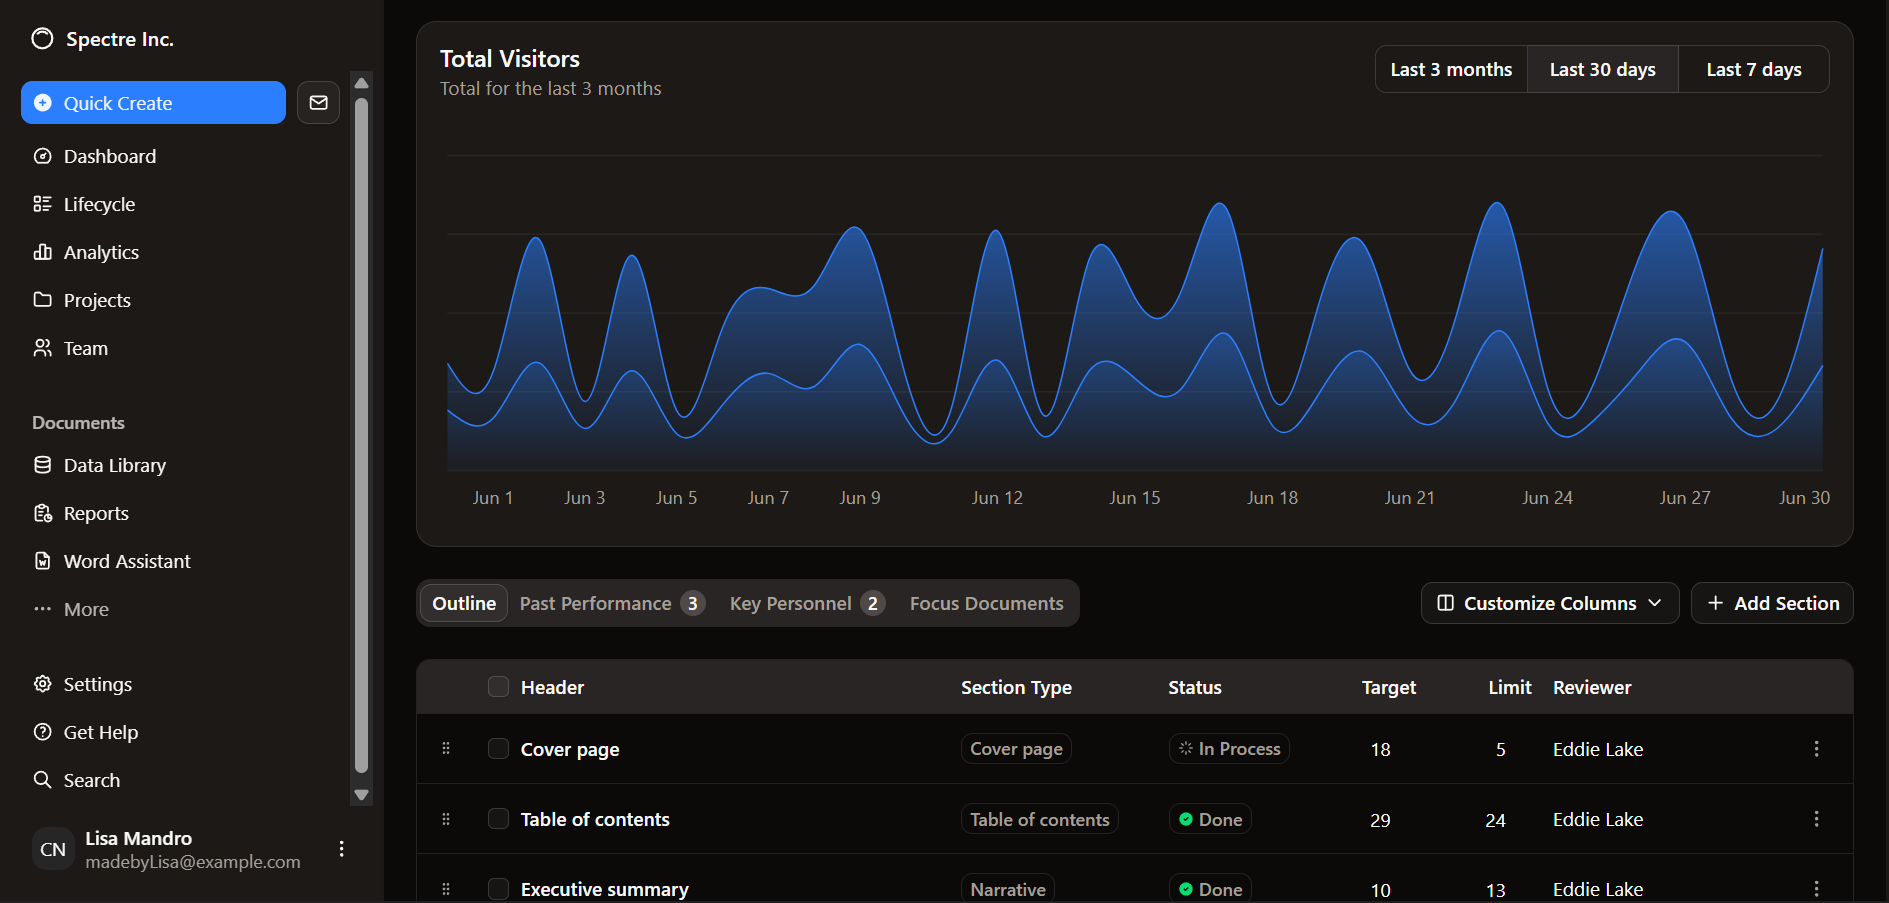 Spectre Inc.
Quick Create
Dashboard
Lifecycle
Analytics
Projects
Team
Documents
Data Library
Reports
Word Assistant
More
Settings
Get Help
Search
CN
Lisa Mandro
madebyLisa@example.com
Total Visitors
Total for the last 3 months
Last 3 months Last 30 days Last 7 days
Jun 1 Jun 3 Jun 5 Jun 7 Jun 9 Jun 12 Jun 15 Jun 18 Jun 21 Jun 24 Jun 27 Jun 30
Outline Past Performance 3 Key Personnel 2 Focus Documents
Customize Columns Add Section
Header Section Type Status Target Limit Reviewer
Cover page Cover page In Process 18 5 Eddie Lake
Table of contents Table of contents Done 29 24 Eddie Lake
Executive summary Narrative Done 10 13 Eddie Lake